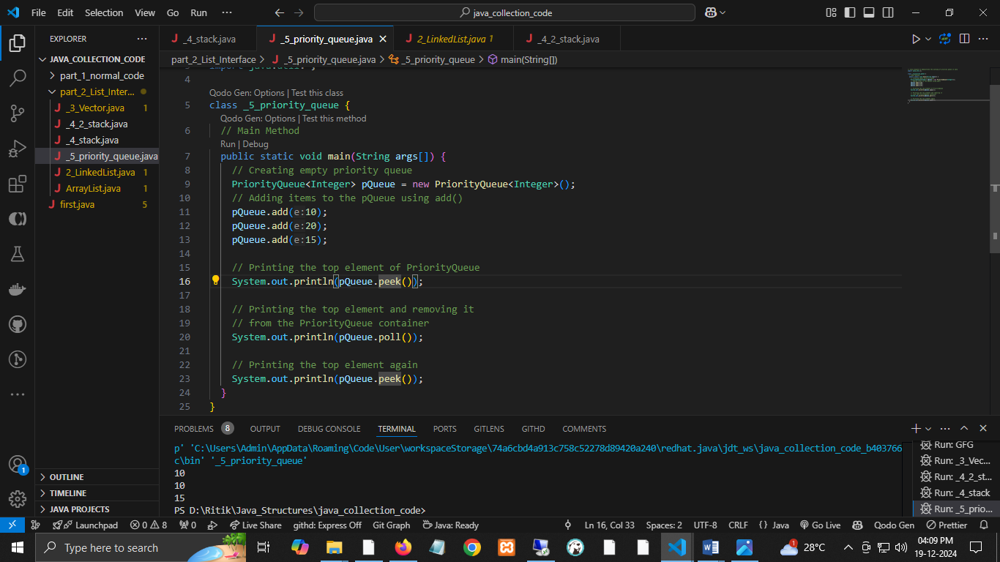 File Edit Selection View Go Run ···
java_collection_code
EXPLORER ···
JAVA_COLLECTION_CODE
part_1_normal_code
part_2_List_Inter...
_3_Vector.java 1
_4_2_stack.java
_4_stack.java
_5_priority_queue.java
2_LinkedList.java 1
ArrayList.java 1
first.java 5
OUTLINE
TIMELINE
JAVA PROJECTS
1
_4_stack.java _5_priority_queue.java 2_LinkedList.java 1 _4_2_stack.java
part_2_List_Interface > _5_priority_queue.java > _5_priority_queue > main(String[])
4
Qodo Gen: Options | Test this class
5 class _5_priority_queue {
Qodo Gen: Options | Test this method
6 // Main Method
Run | Debug
7 public static void main(String args[]) {
8 // Creating empty priority queue
9 PriorityQueue<Integer> pQueue = new PriorityQueue<Integer>();
10 // Adding items to the pQueue using add()
11 pQueue.add(e:10);
12 pQueue.add(e:20);
13 pQueue.add(e:15);
14
15 // Printing the top element of PriorityQueue
16 System.out.println(pQueue.peek());
17
18 // Printing the top element and removing it
19 // from the PriorityQueue container
20 System.out.println(pQueue.poll());
21
22 // Printing the top element again
23 System.out.println(pQueue.peek());
24 }
25 }
PROBLEMS 8 OUTPUT DEBUG CONSOLE TERMINAL PORTS GITLENS GITHD COMMENTS
p' 'C:\Users\Admin\AppData\Roaming\Code\User\workspaceStorage\74a6cbd4a913c758c52278d89420a240\redhat.java\jdt_ws\java_collection_code_b403766
c\bin' '_5_priority_queue'
10
10
15
PS D:\Ritik\Java_Structures\java_collection_code>
Run: GFG
Run: _3_Vec...
Run: _4_2_st...
Run: _4_stack
Run: _5_prio...
Launchpad 0 8 0 Live Share githd: Express Off Git Graph Java: Ready Ln 16, Col 33 Spaces: 2 UTF-8 CRLF {} Java Go Live Qodo Gen Prettier
Type here to search
1 28°C
04:09 PM
19-12-2024